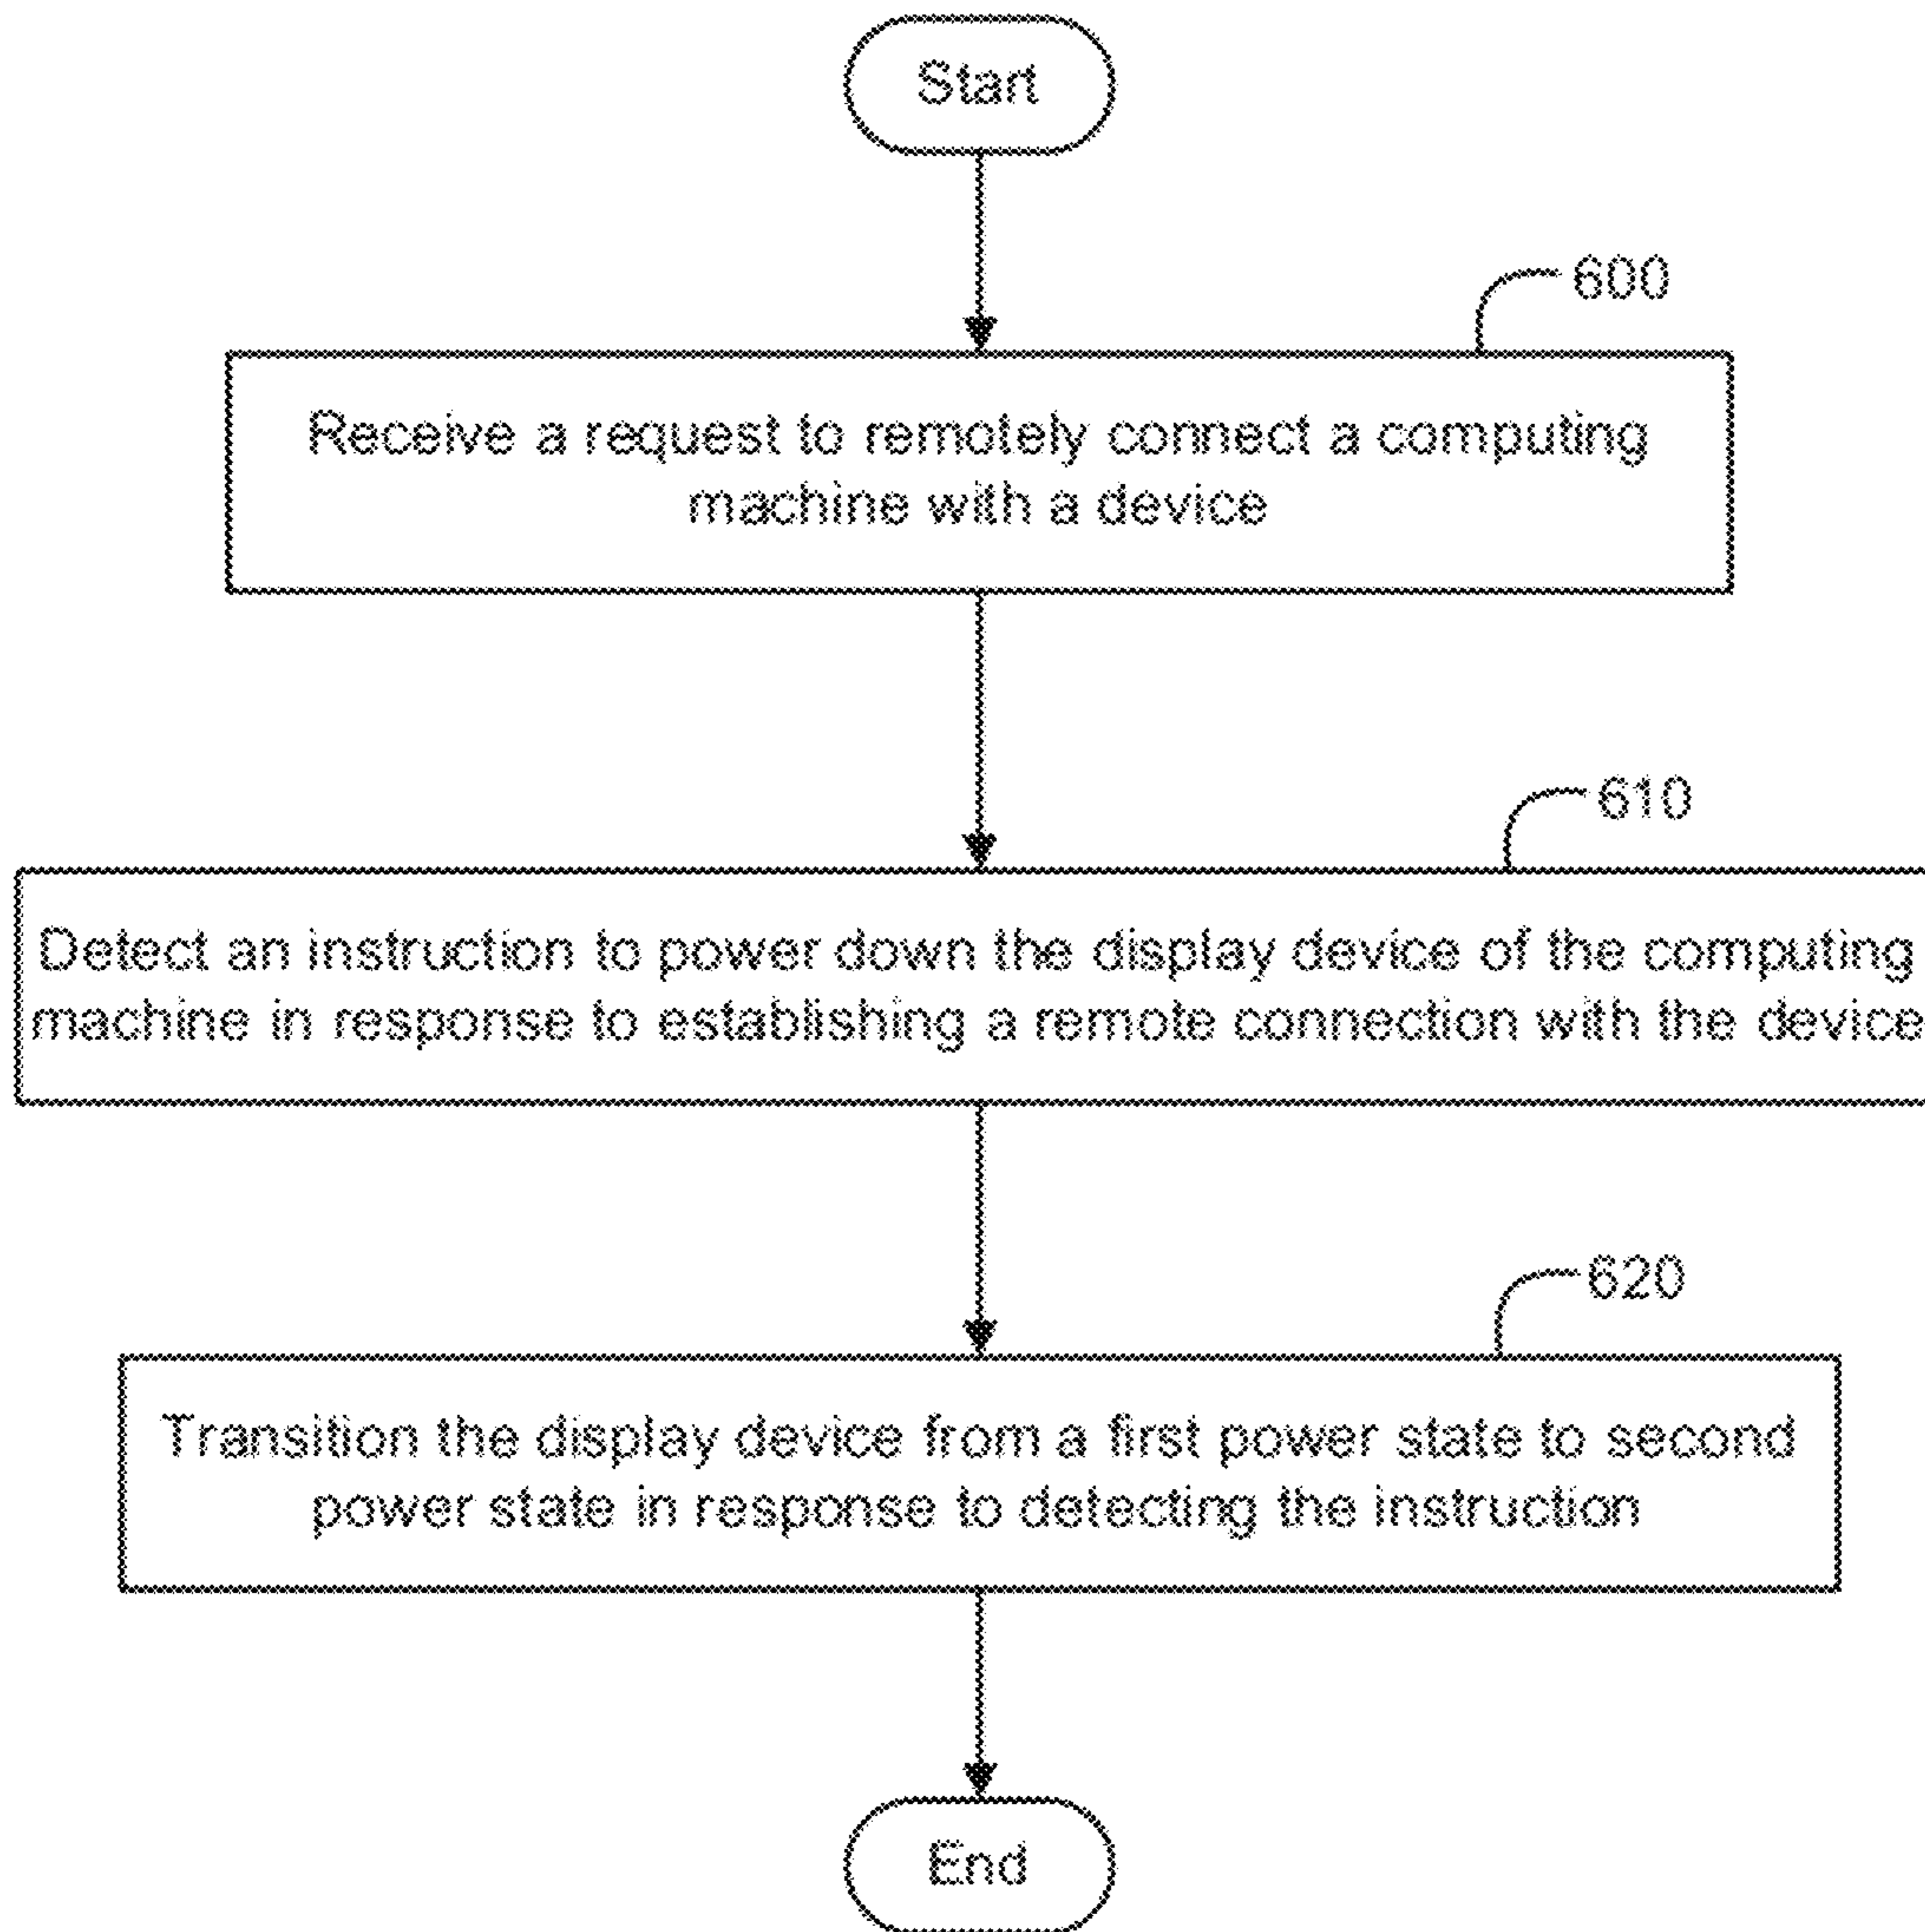 Start
600
Receive a request to remotely connect a computing
machine with a device
610
Detect an instruction to power down the display device of the computing
machine in response to establishing a remote connection with the device
620
Transition the display device from a first power state to second
power state in response to detecting the instruction
End